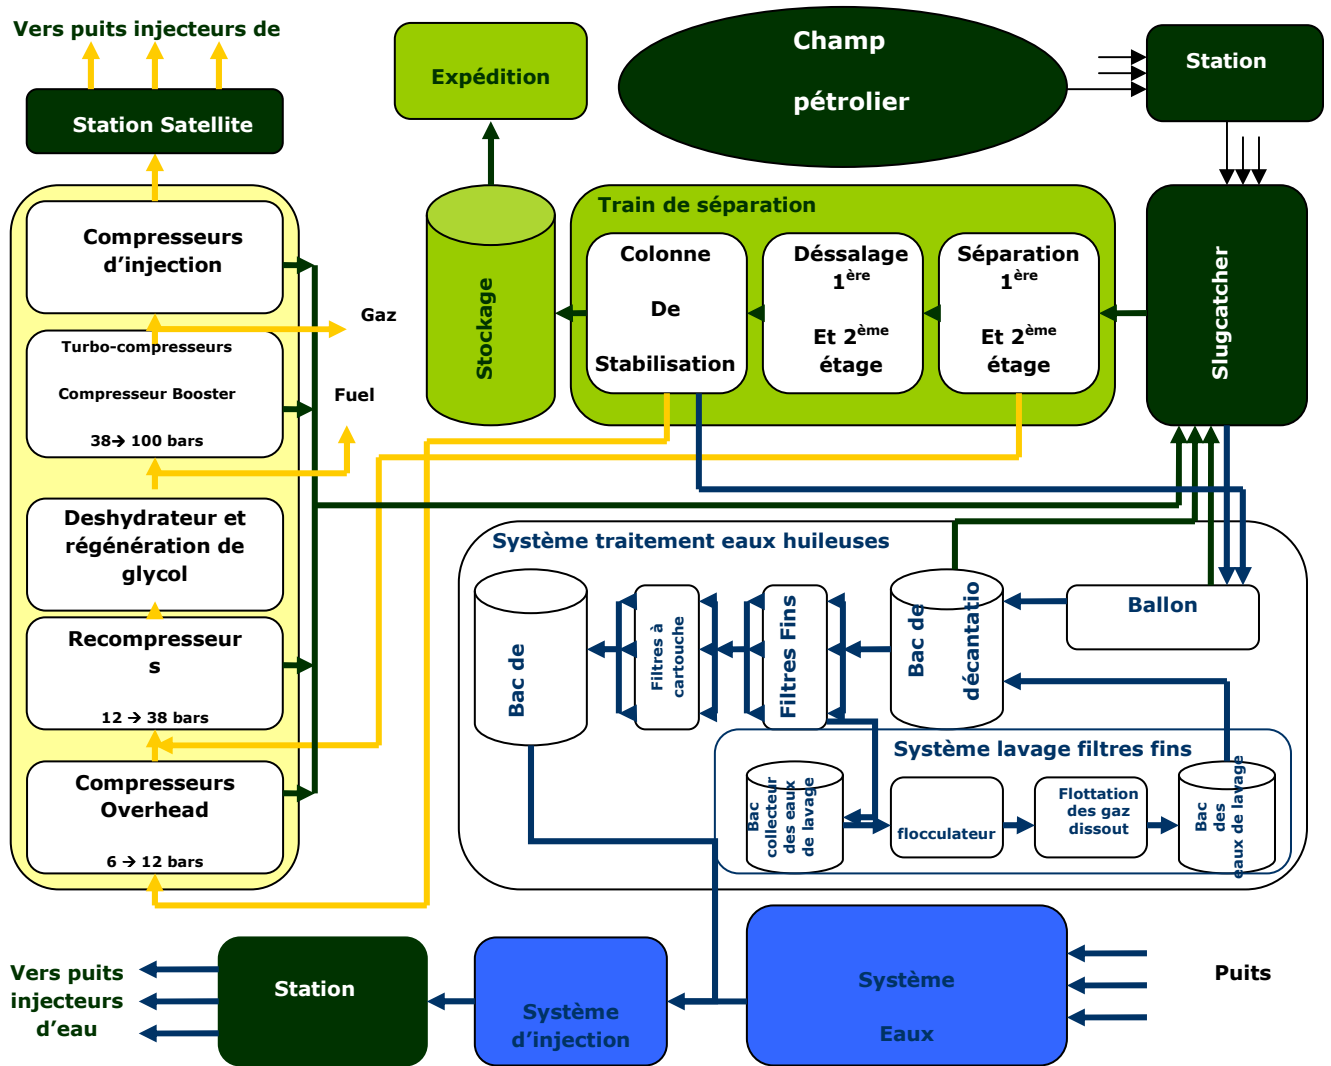 Vers puits injecteurs de
Station Satellite
Expédition
Champ
pétrolier
Station
Compresseurs
d’injection
Gaz
Turbo-compresseurs
Compresseur Booster
38→ 100 bars
Fuel
Deshydrateur et
régénération de
glycol
Recompresseur
s
12 → 38 bars
Compresseurs
Overhead
6 → 12 bars
Stockage
Train de séparation
Colonne
De
Stabilisation
Déssalage
1ère
Et 2ème
étage
Séparation
1ère
Et 2ème
étage
Slugcatcher
Système traitement eaux huileuses
Bac de
Filtres à
cartouche
Filtres Fins
Bac de
décantatio
Ballon
Système lavage filtres fins
Bac
collecteur
des eaux
de lavage
flocculateur
Flottation
des gaz
dissout
Bac
des
eaux de lavage
Vers puits
injecteurs
d’eau
Station
Système
d’injection
Système
Eaux
Puits